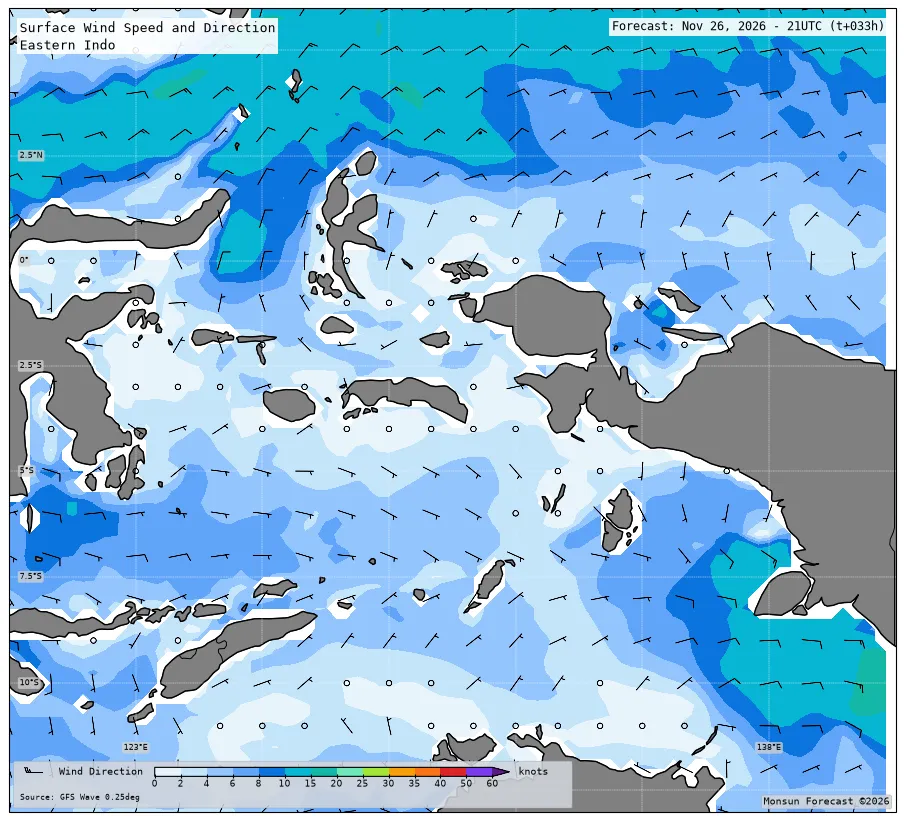 Surface Wind Speed and Direction
Eastern Indo
Forecast: Nov 26, 2026 - 21UTC (t+033h)
2.5°N
0°
2.5°S
5°S
7.5°S
10°S
123°E
138°E
Wind Direction
0 2 4 6 8 10 15 20 25 30 35 40 50 60
knots
Source: GFS Wave 0.25deg
Monsun Forecast ©2026